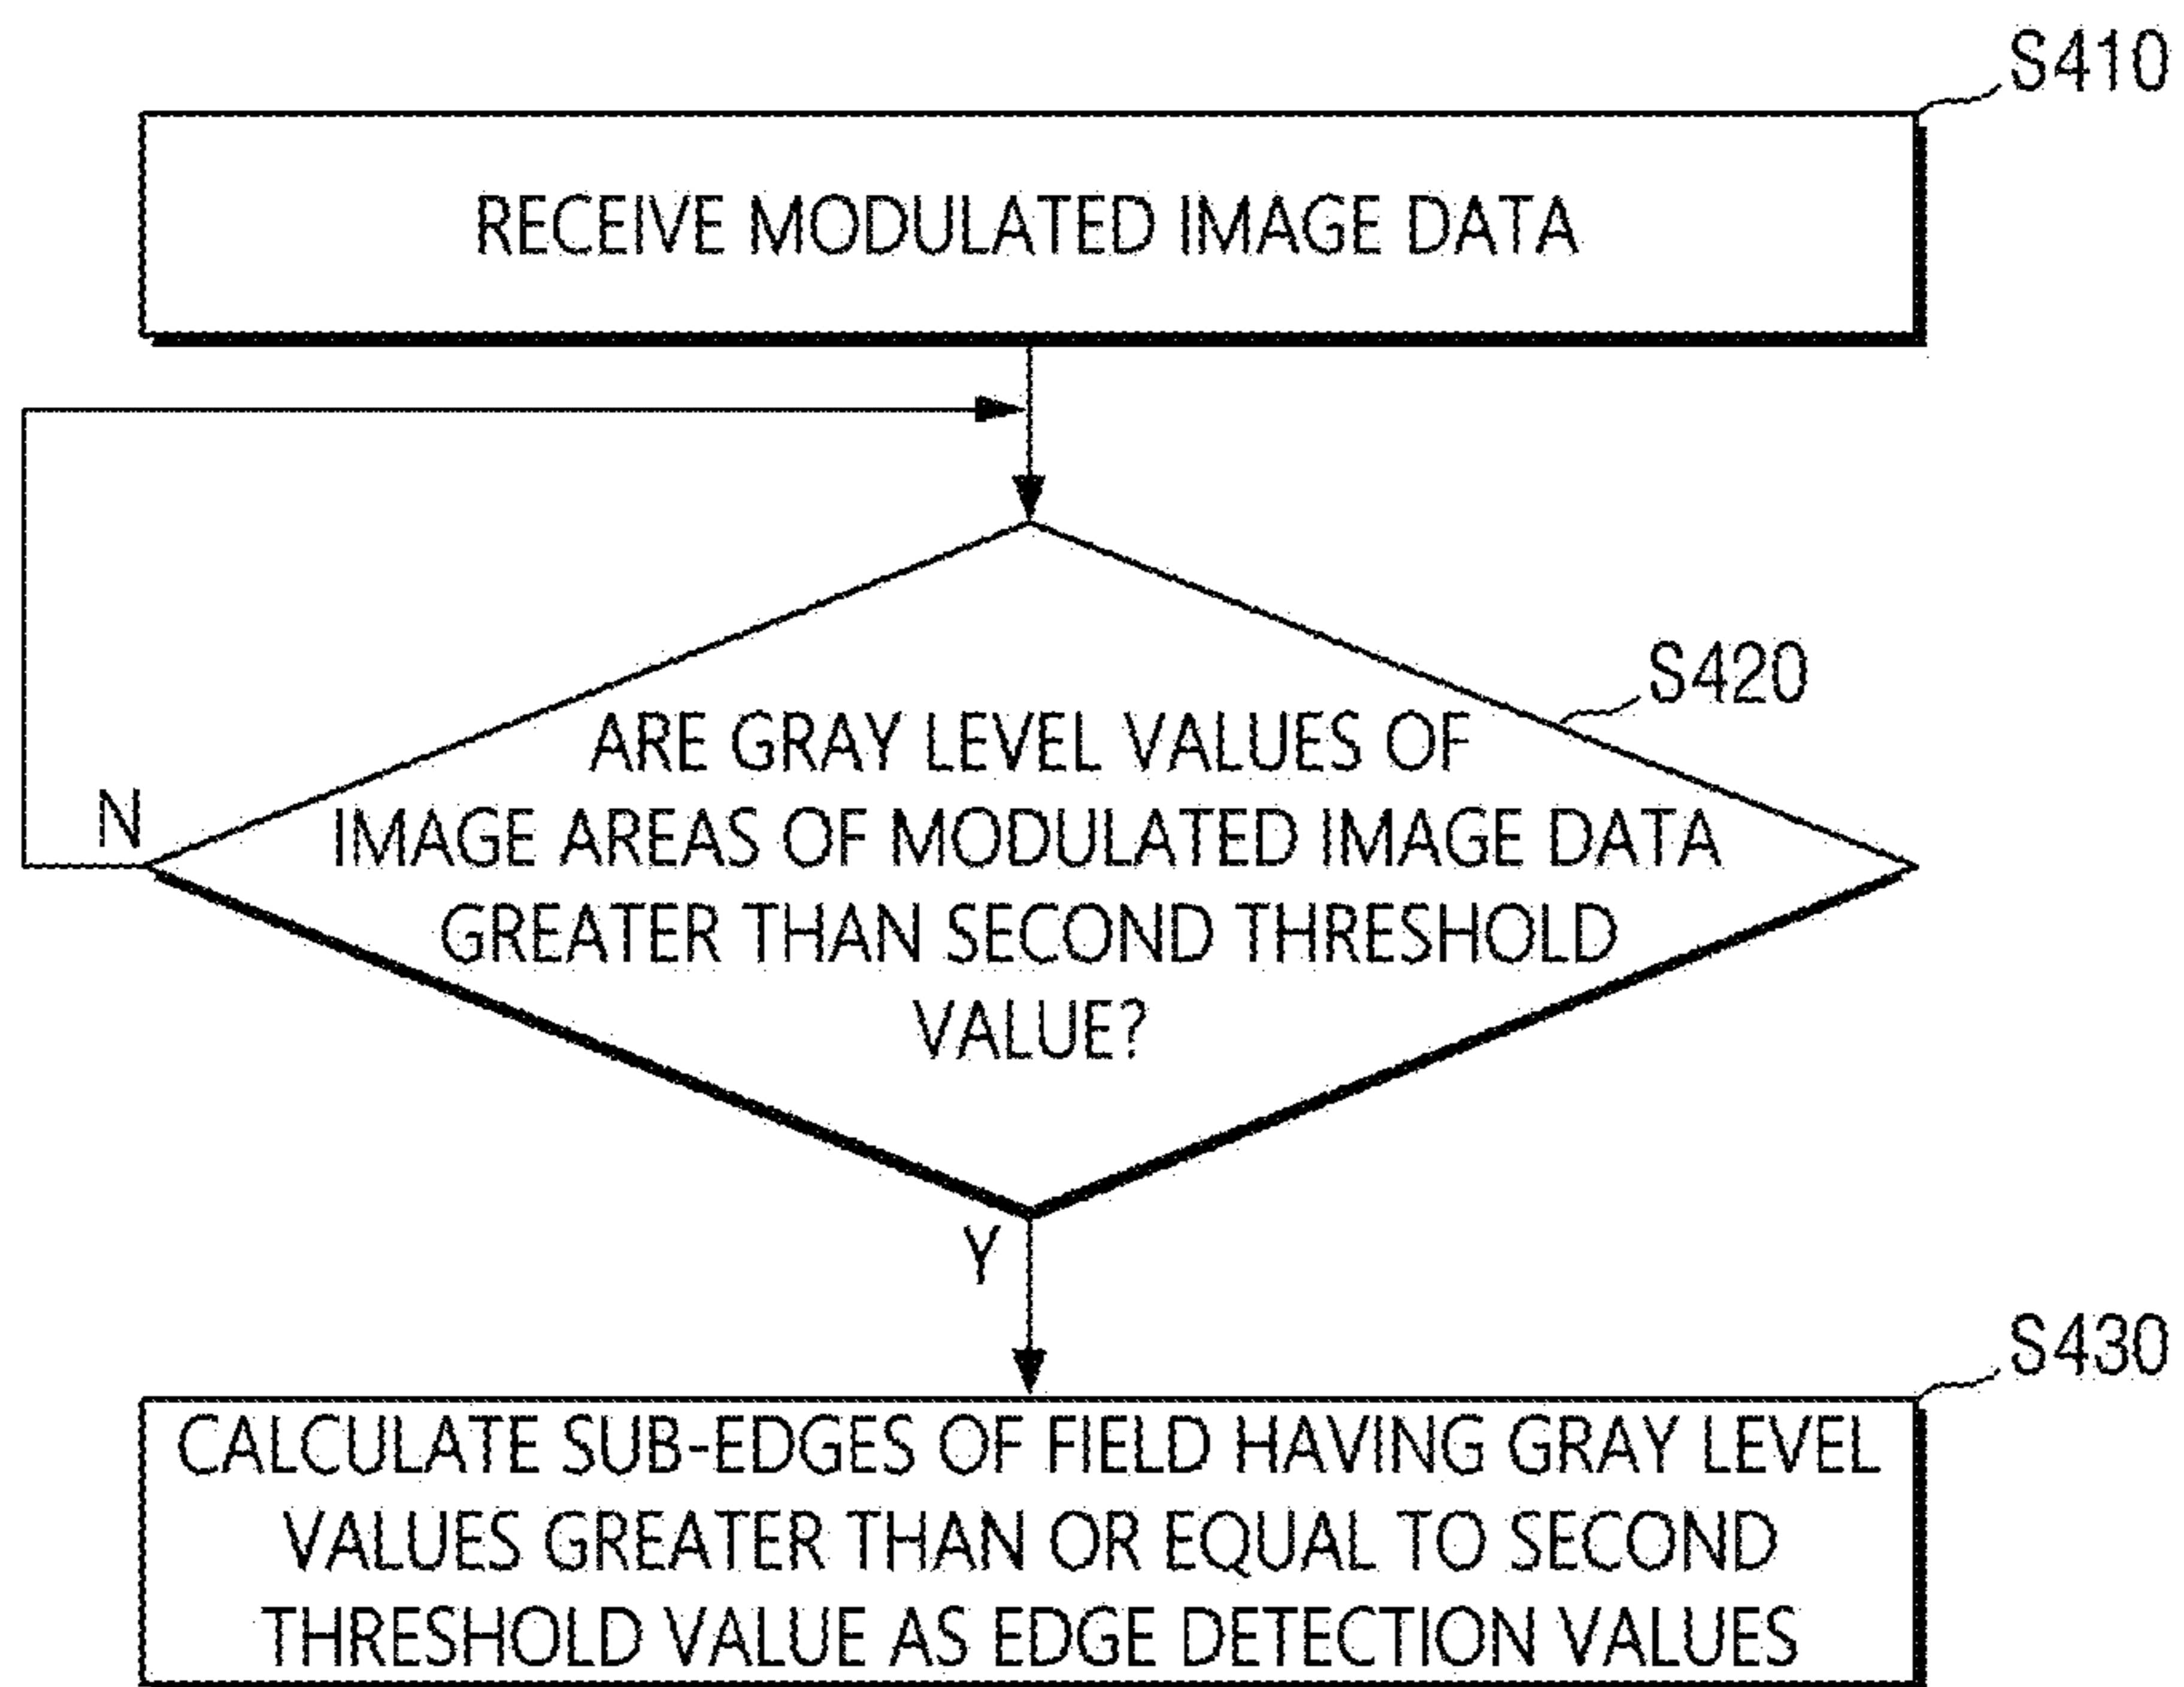 S410
RECEIVE MODULATED IMAGE DATA
S420
ARE GRAY LEVEL VALUES OF
IMAGE AREAS OF MODULATED IMAGE DATA
GREATER THAN SECOND THRESHOLD
VALUE?
N
Y
S430
CALCULATE SUB-EDGES OF FIELD HAVING GRAY LEVEL
VALUES GREATER THAN OR EQUAL TO SECOND
THRESHOLD VALUE AS EDGE DETECTION VALUES